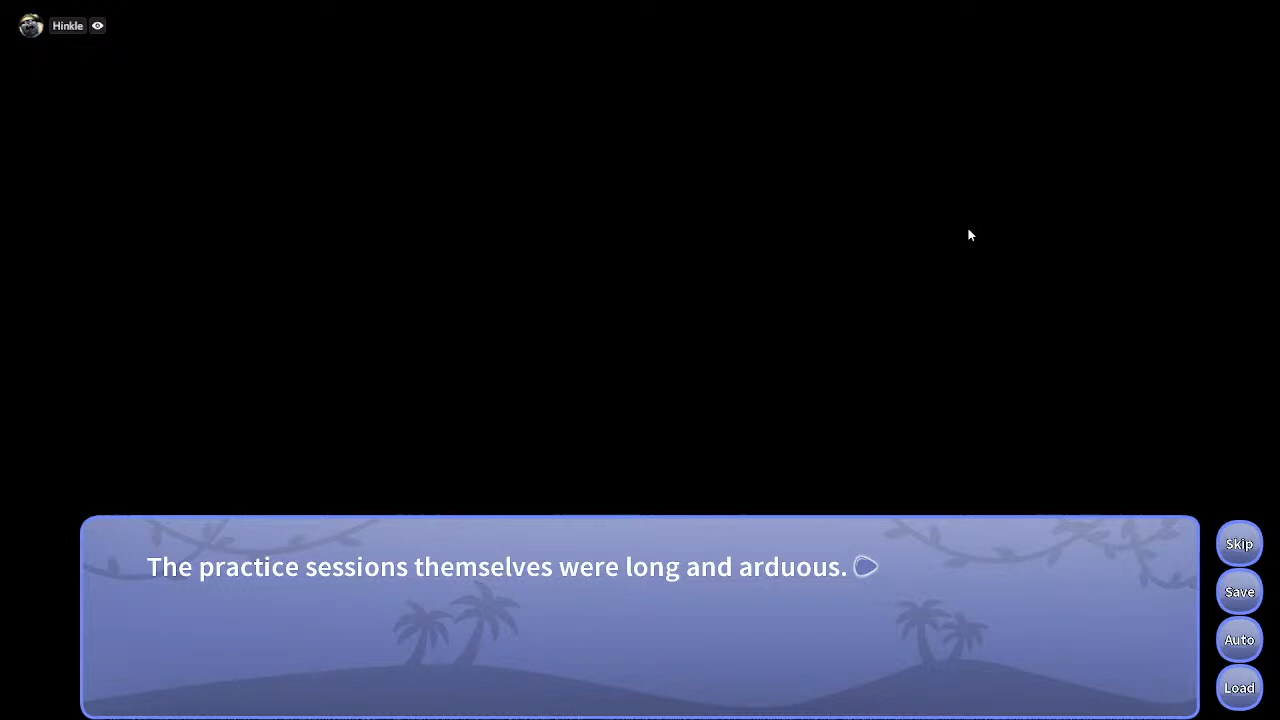 Hinkle
The practice sessions themselves were long and arduous.
Skip
Save
Auto
Load